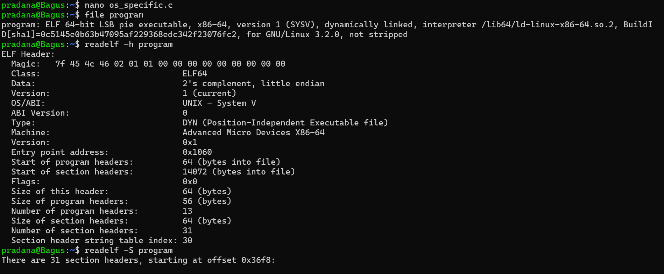 pradana@Bagus:~$ nano os_specific.c
pradana@Bagus:~$ file program
program: ELF 64-bit LSB pie executable, x86-64, version 1 (SYSV), dynamically linked, interpreter /lib64/ld-linux-x86-64.so.2, BuildI
D[sha1]=0c5145e0b63b47095af229368edc342f23076fc2, for GNU/Linux 3.2.0, not stripped
pradana@Bagus:~$ readelf -h program
ELF Header:
  Magic:   7f 45 4c 46 02 01 01 00 00 00 00 00 00 00 00 00
  Class:                             ELF64
  Data:                              2's complement, little endian
  Version:                           1 (current)
  OS/ABI:                            UNIX - System V
  ABI Version:                       0
  Type:                              DYN (Position-Independent Executable file)
  Machine:                           Advanced Micro Devices X86-64
  Version:                           0x1
  Entry point address:               0x1060
  Start of program headers:          64 (bytes into file)
  Start of section headers:          14072 (bytes into file)
  Flags:                             0x0
  Size of this header:               64 (bytes)
  Size of program headers:           56 (bytes)
  Number of program headers:         13
  Size of section headers:           64 (bytes)
  Number of section headers:         31
  Section header string table index: 30
pradana@Bagus:~$ readelf -S program
There are 31 section headers, starting at offset 0x36f8: